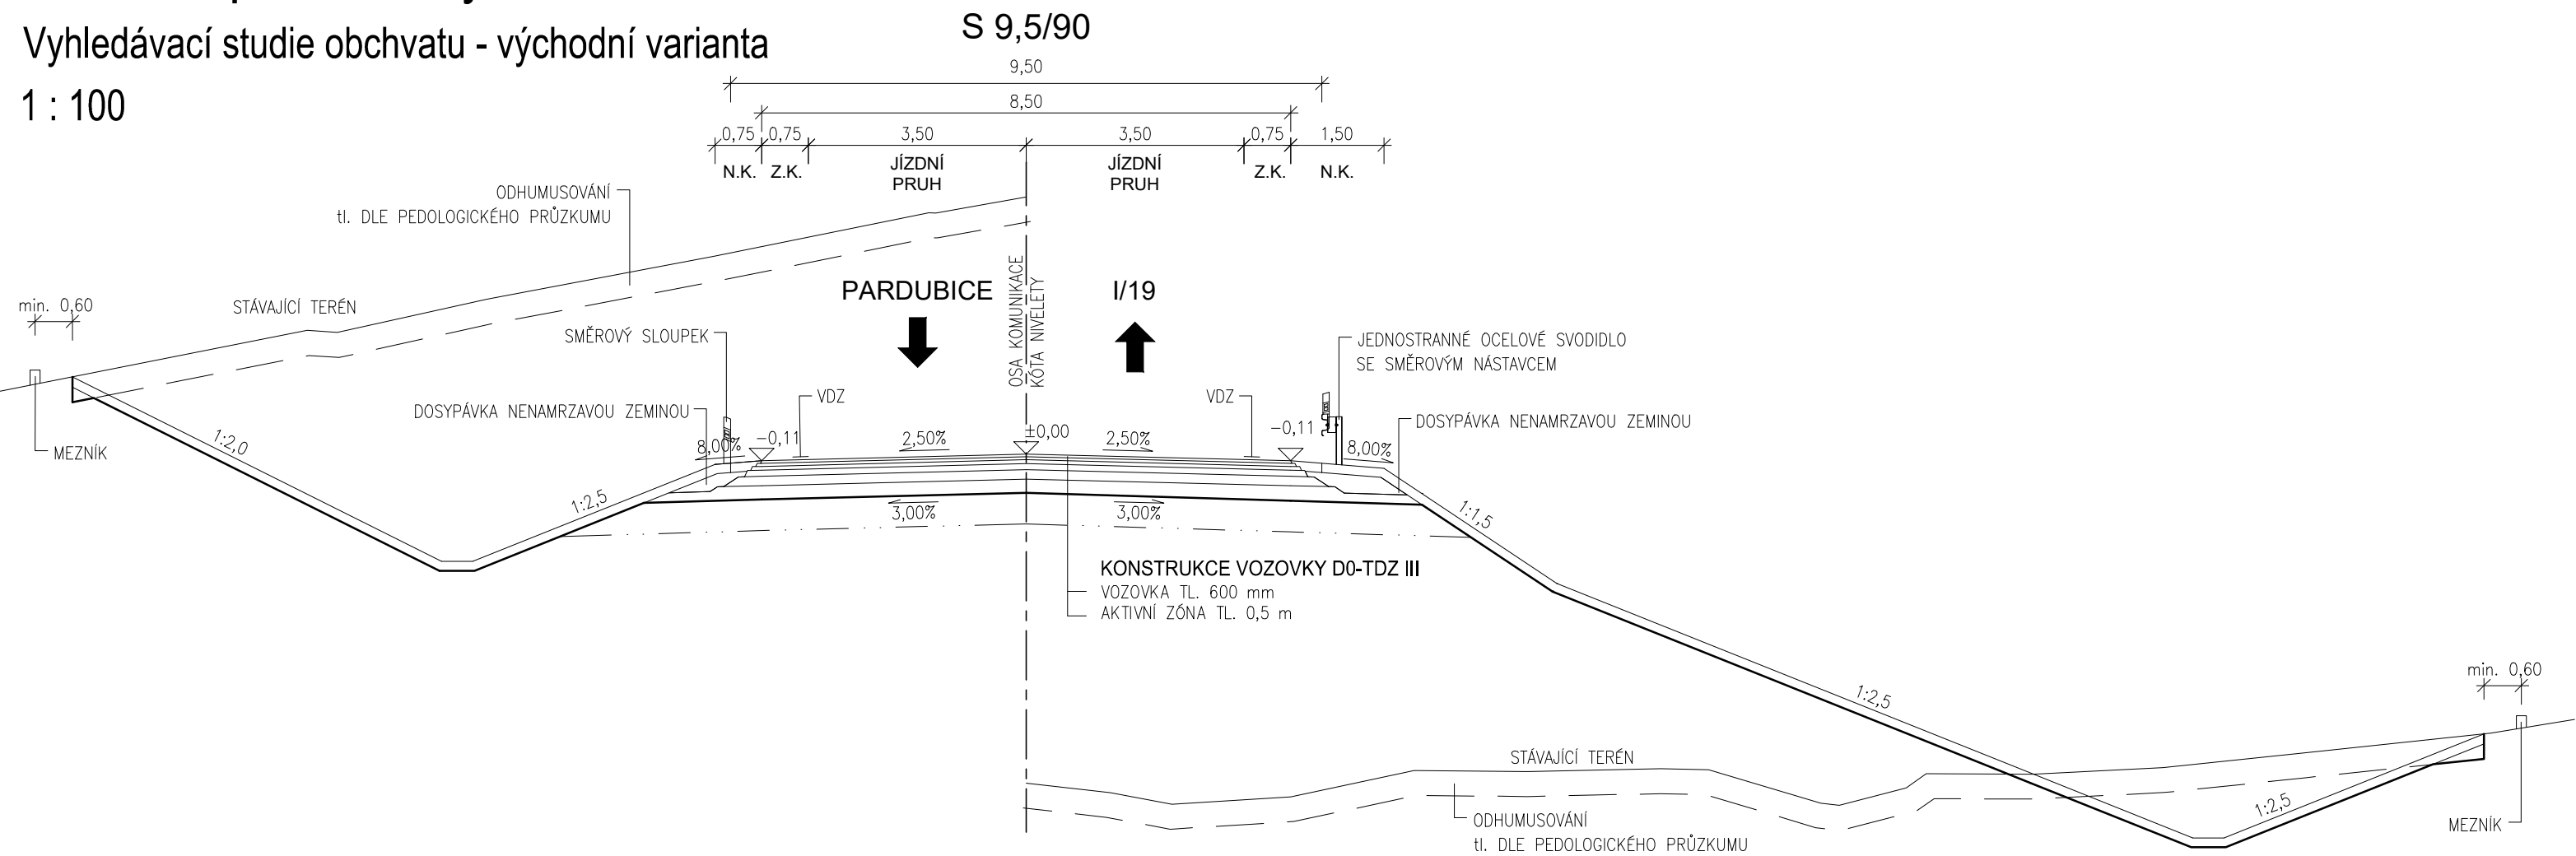 S 9,5/90
Vyhledávací studie obchvatu - východní varianta
1 : 100
9,50
8,50
0,75 0,75 3,50 3,50 0,75 1,50
N.K. Z.K. JÍZDNÍ JÍZDNÍ Z.K. N.K.
PRUH PRUH
ODHUMUSOVÁNÍ
tl. DLE PEDOLOGICKÉHO PRŮZKUMU
OSA KOMUNIKACE
KÓTA NIVELETY
PARDUBICE I/19
min. 0,60
STÁVAJÍCÍ TERÉN
SMĚROVÝ SLOUPEK
JEDNOSTRANNÉ OCELOVÉ SVODIDLO
SE SMĚROVÝM NÁSTAVCEM
VDZ VDZ
DOSYPÁVKA NENAMRZAVOU ZEMINOU
DOSYPÁVKA NENAMRZAVOU ZEMINOU
MEZNÍK
1:2,0
8,00% -0,11 2,50% ±0,00 2,50% -0,11 8,00%
1:2,5
3,00% 3,00%
1:1,5
KONSTRUKCE VOZOVKY D0-TDZ III
VOZOVKA TL. 600 mm
AKTIVNÍ ZÓNA TL. 0,5 m
1:2,5
min. 0,60
STÁVAJÍCÍ TERÉN
ODHUMUSOVÁNÍ
tl. DLE PEDOLOGICKÉHO PRŮZKUMU
1:2,5
MEZNÍK